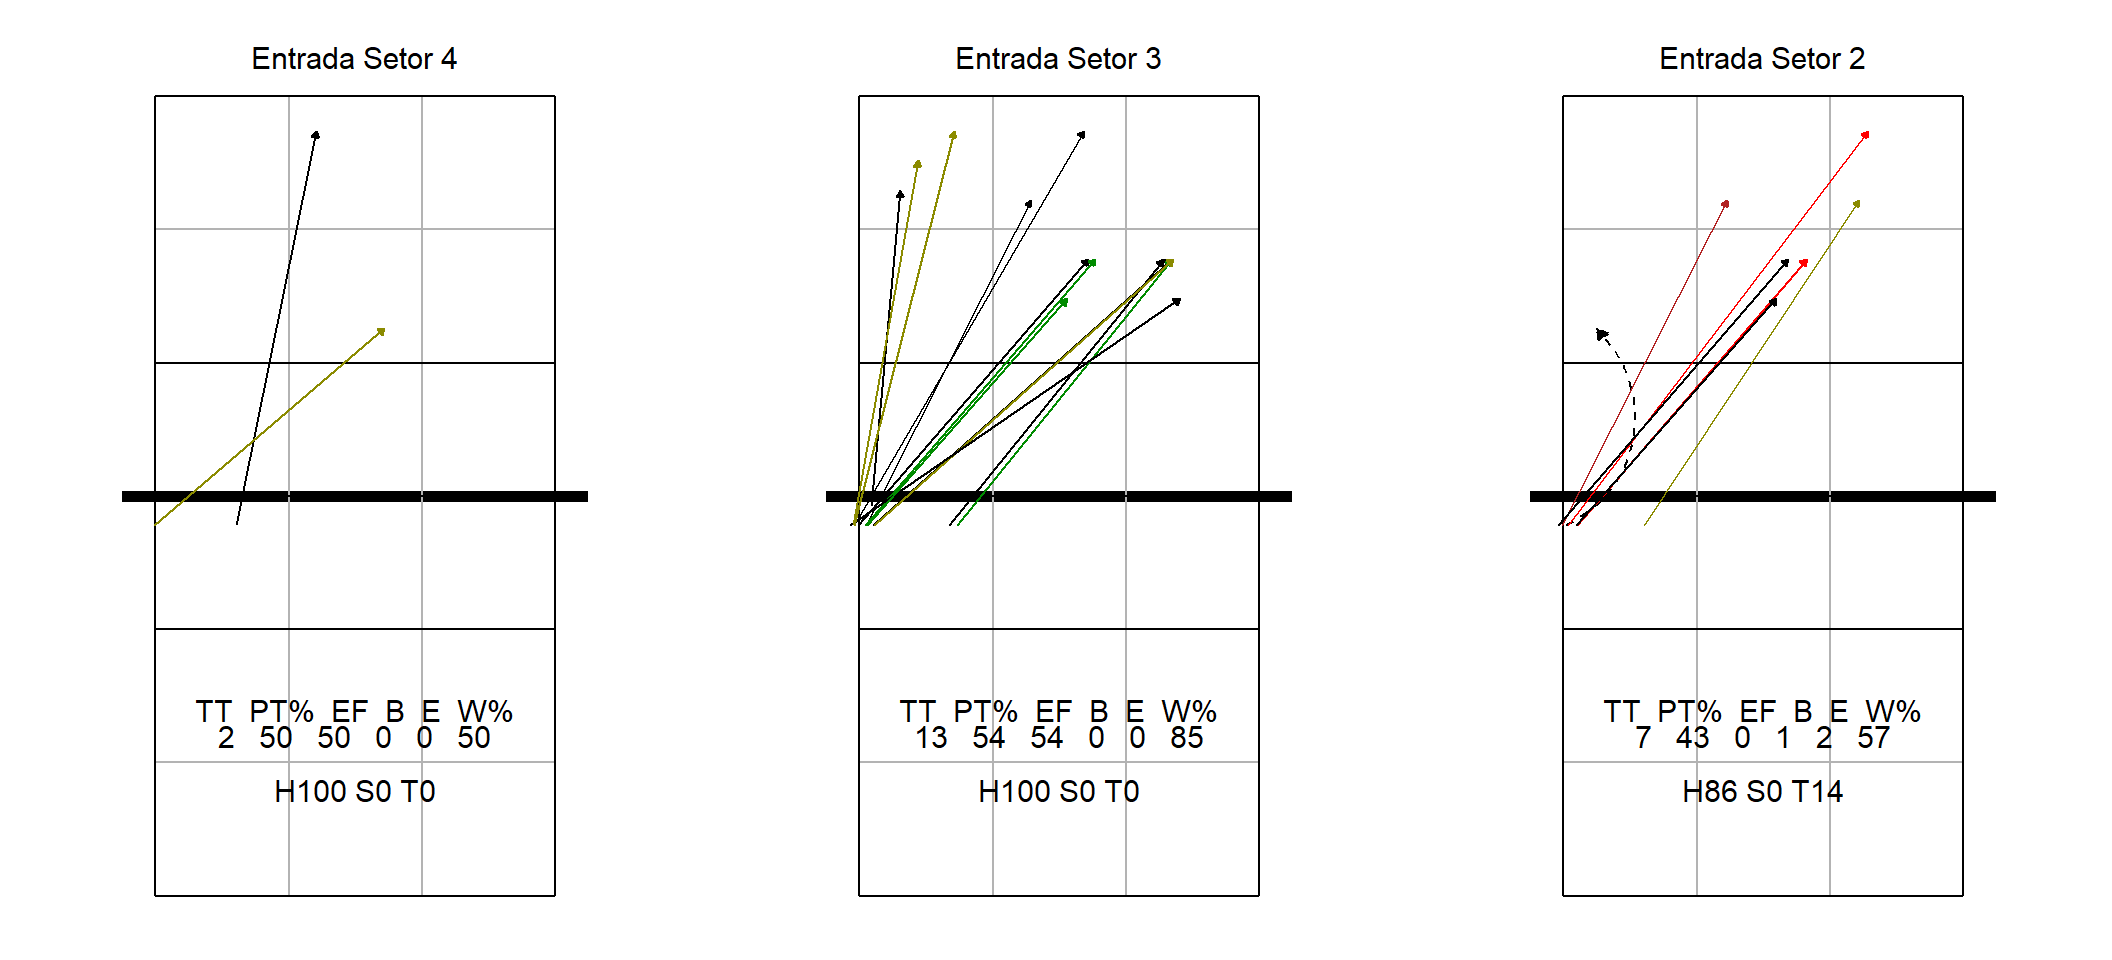 Entrada Setor 4
TT PT% EF B E W%
2 50 50 0 0 50
H100 S0 T0
Entrada Setor 3
TT PT% EF B E W%
13 54 54 0 0 85
H100 S0 T0
Entrada Setor 2
TT PT% EF B E W%
7 43 0 1 2 57
H86 S0 T14